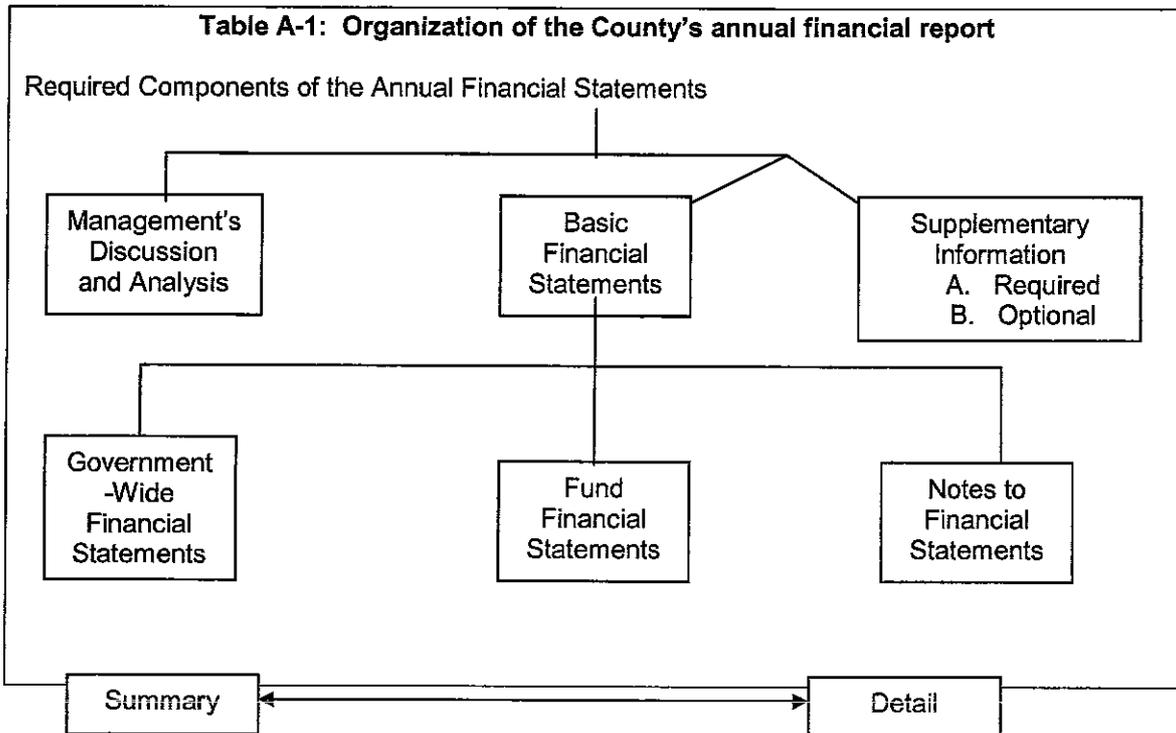 Table A-1: Organization of the County's annual financial report
Required Components of the Annual Financial Statements
Management's
Discussion
and Analysis
Basic
Financial
Statements
Supplementary
Information
A. Required
B. Optional
Government
-Wide
Financial
Statements
Fund
Financial
Statements
Notes to
Financial
Statements
Summary
Detail